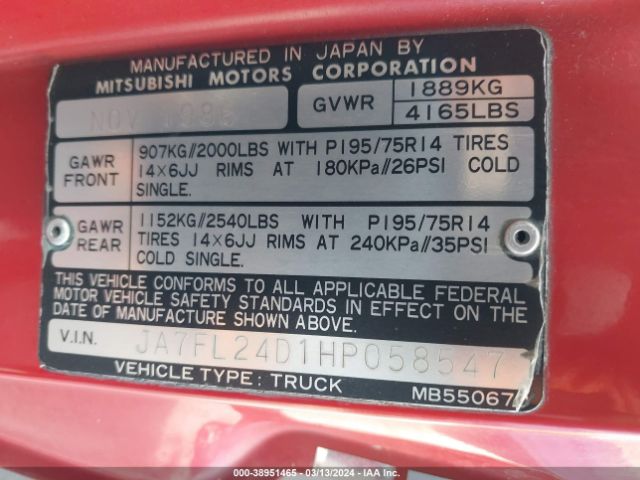 MANUFACTURED IN JAPAN BY
MITSUBISHI MOTORS CORPORATION
NOV 1986
GVWR 1889KG
4165LBS
GAWR FRONT
907KG//2000LBS WITH P195/75R14 TIRES
14×6JJ RIMS AT 180KPa//26PSI COLD
SINGLE.
GAWR REAR
1152KG//2540LBS WITH P195/75R14
TIRES 14×6JJ RIMS AT 240KPa//35PSI
COLD SINGLE.
THIS VEHICLE CONFORMS TO ALL APPLICABLE FEDERAL
MOTOR VEHICLE SAFETY STANDARDS IN EFFECT ON THE
DATE OF MANUFACTURE SHOWN ABOVE.
V.I.N. JA7FL24D1HP058547
VEHICLE TYPE: TRUCK
000-38951465 - 03/13/2024 - IAA Inc.